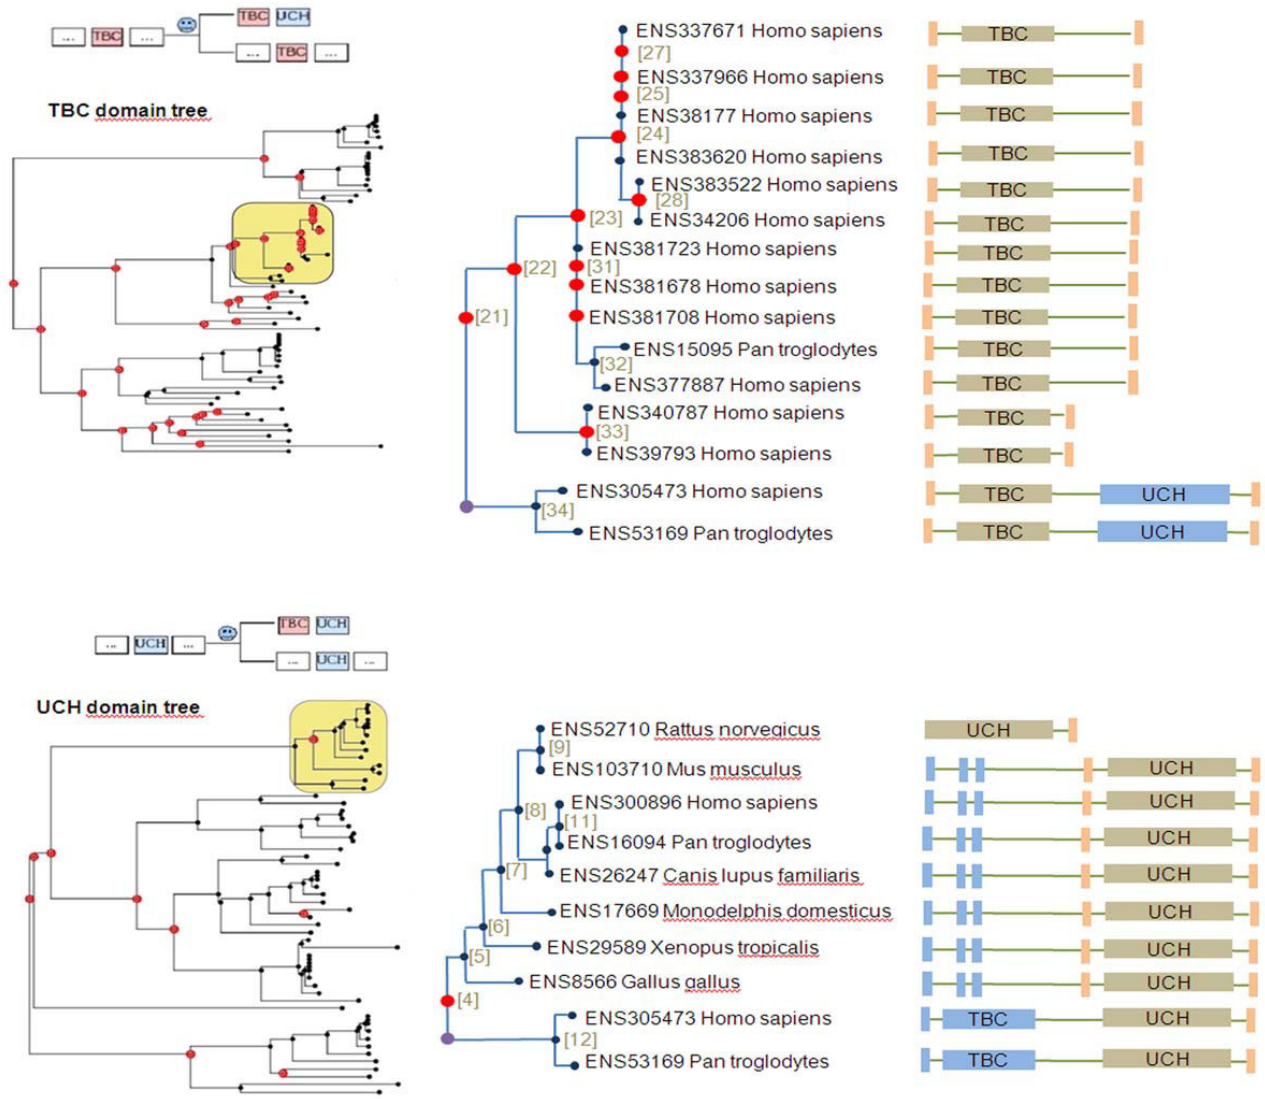 TBC UCH
... TBC ...
... TBC ...
TBC domain tree
ENS337671 Homo sapiens
[27]
ENS337966 Homo sapiens
[25]
ENS38177 Homo sapiens
[24]
ENS383620 Homo sapiens
ENS383522 Homo sapiens
[28]
ENS34206 Homo sapiens
[23]
ENS381723 Homo sapiens
[22] [31]
ENS381678 Homo sapiens
[21]
ENS381708 Homo sapiens
ENS15095 Pan troglodytes
[32]
ENS377887 Homo sapiens
ENS340787 Homo sapiens
[33]
ENS39793 Homo sapiens
ENS305473 Homo sapiens
[34]
ENS53169 Pan troglodytes
TBC
TBC
TBC
TBC
TBC
TBC
TBC
TBC
TBC
TBC
TBC
TBC
TBC
TBC UCH
TBC UCH
TBC UCH
... UCH ...
... UCH ...
UCH domain tree
ENS52710 Rattus norvegicus
[9]
ENS103710 Mus musculus
ENS300896 Homo sapiens
[8] [11]
ENS16094 Pan troglodytes
[7]
ENS26247 Canis lupus familiaris
ENS17669 Monodelphis domesticus
[6]
ENS29589 Xenopus tropicalis
[5]
ENS8566 Gallus gallus
[4]
ENS305473 Homo sapiens
[12]
ENS53169 Pan troglodytes
UCH
UCH
UCH
UCH
UCH
UCH
UCH
UCH
TBC UCH
TBC UCH